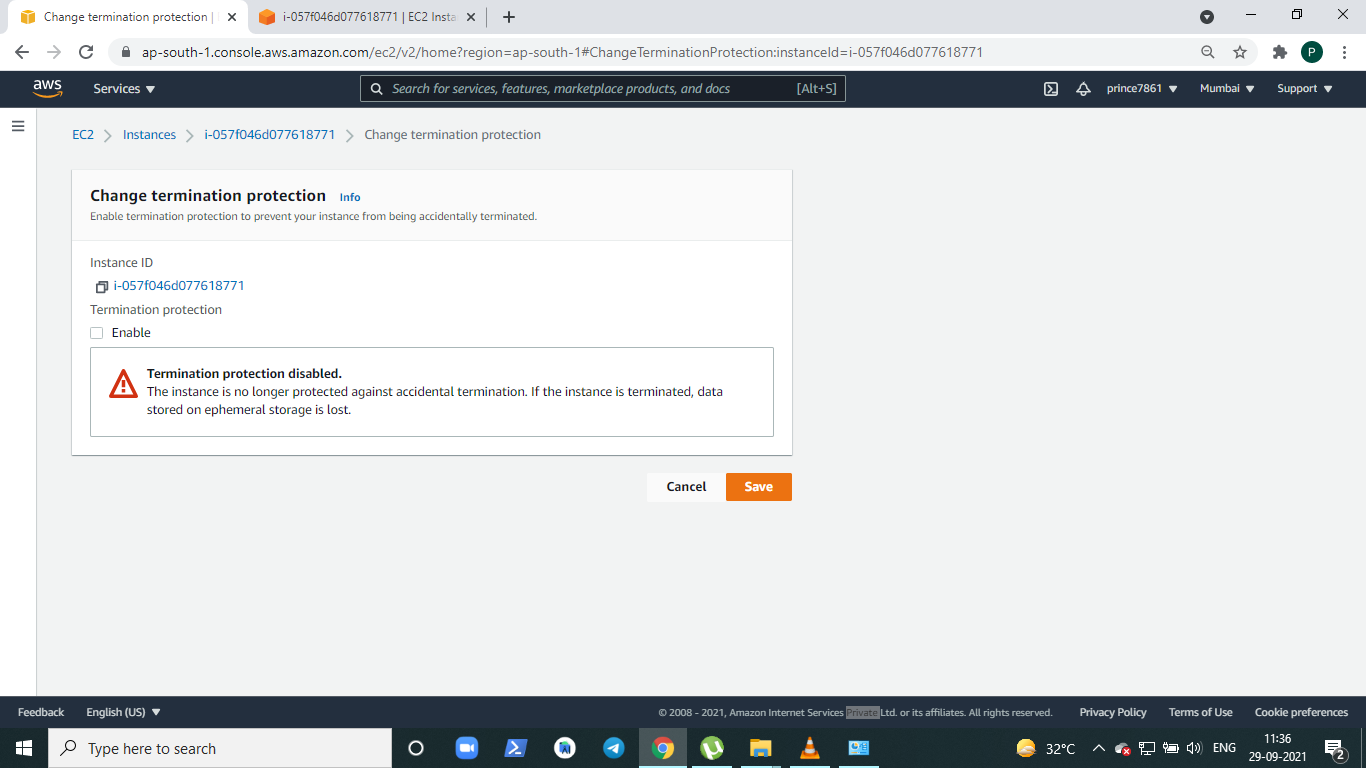 Change termination protection |
i-057f046d077618771 | EC2 Insta
ap-south-1.console.aws.amazon.com/ec2/v2/home?region=ap-south-1#ChangeTerminationProtection:instanceId=i-057f046d077618771
P
aws
Services
Search for services, features, marketplace products, and docs
[Alt+S]
prince7861
Mumbai
Support
EC2
Instances
i-057f046d077618771
Change termination protection
Change termination protection Info
Enable termination protection to prevent your instance from being accidentally terminated.
Instance ID
i-057f046d077618771
Termination protection
Enable
Termination protection disabled.
The instance is no longer protected against accidental termination. If the instance is terminated, data
stored on ephemeral storage is lost.
Cancel
Save
Feedback
English (US)
© 2008 - 2021, Amazon Internet Services Private Ltd. or its affiliates. All rights reserved.
Privacy Policy
Terms of Use
Cookie preferences
Type here to search
32°C
ENG
11:36
29-09-2021
2